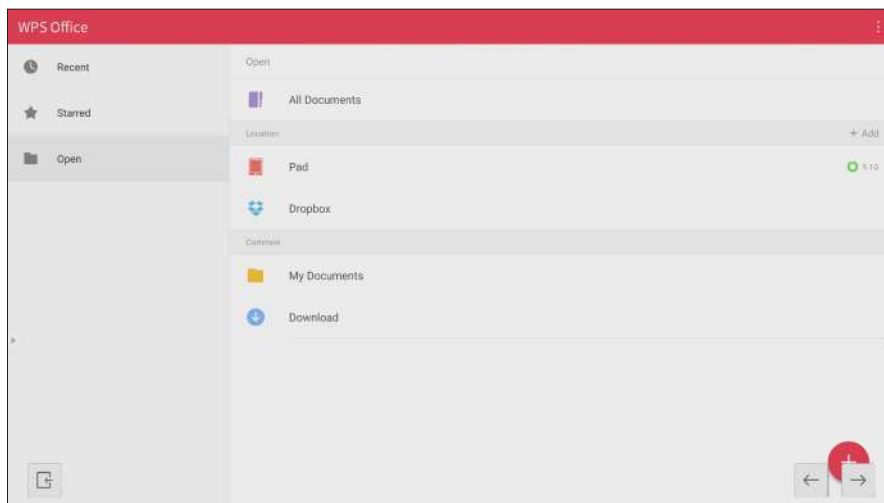 WPS Office
Recent
Starred
Open
Open
All Documents
Location
+ Add
Pad
Dropbox
Common
My Documents
Download